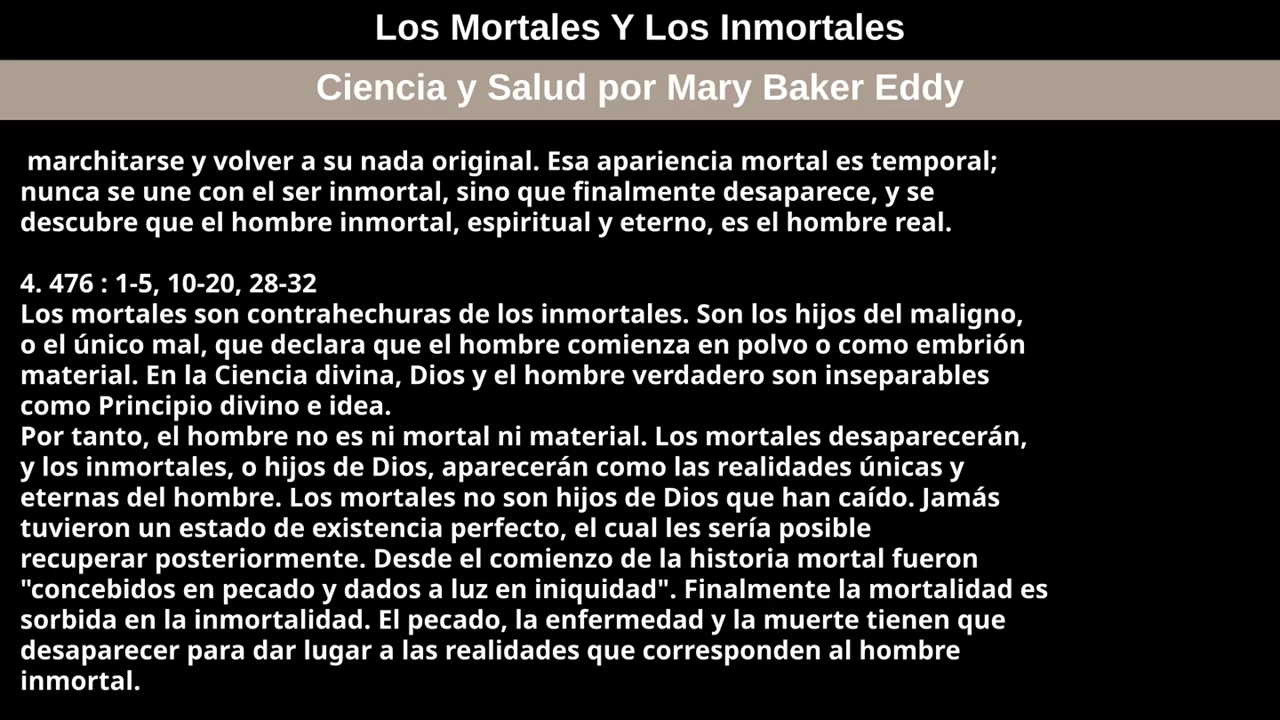 Los Mortales Y Los Inmortales
Ciencia y Salud por Mary Baker Eddy
marchitarse y volver a su nada original. Esa apariencia mortal es temporal;
nunca se une con el ser inmortal, sino que finalmente desaparece, y se
descubre que el hombre inmortal, espiritual y eterno, es el hombre real.
4. 476 : 1-5, 10-20, 28-32
Los mortales son contrahechuras de los inmortales. Son los hijos del maligno,
o el único mal, que declara que el hombre comienza en polvo o como embrión
material. En la Ciencia divina, Dios y el hombre verdadero son inseparables
como Principio divino e idea.
Por tanto, el hombre no es ni mortal ni material. Los mortales desaparecerán,
y los inmortales, o hijos de Dios, aparecerán como las realidades únicas y
eternas del hombre. Los mortales no son hijos de Dios que han caído. Jamás
tuvieron un estado de existencia perfecto, el cual les sería posible
recuperar posteriormente. Desde el comienzo de la historia mortal fueron
"concebidos en pecado y dados a luz en iniquidad". Finalmente la mortalidad es
sorbida en la inmortalidad. El pecado, la enfermedad y la muerte tienen que
desaparecer para dar lugar a las realidades que corresponden al hombre
inmortal.